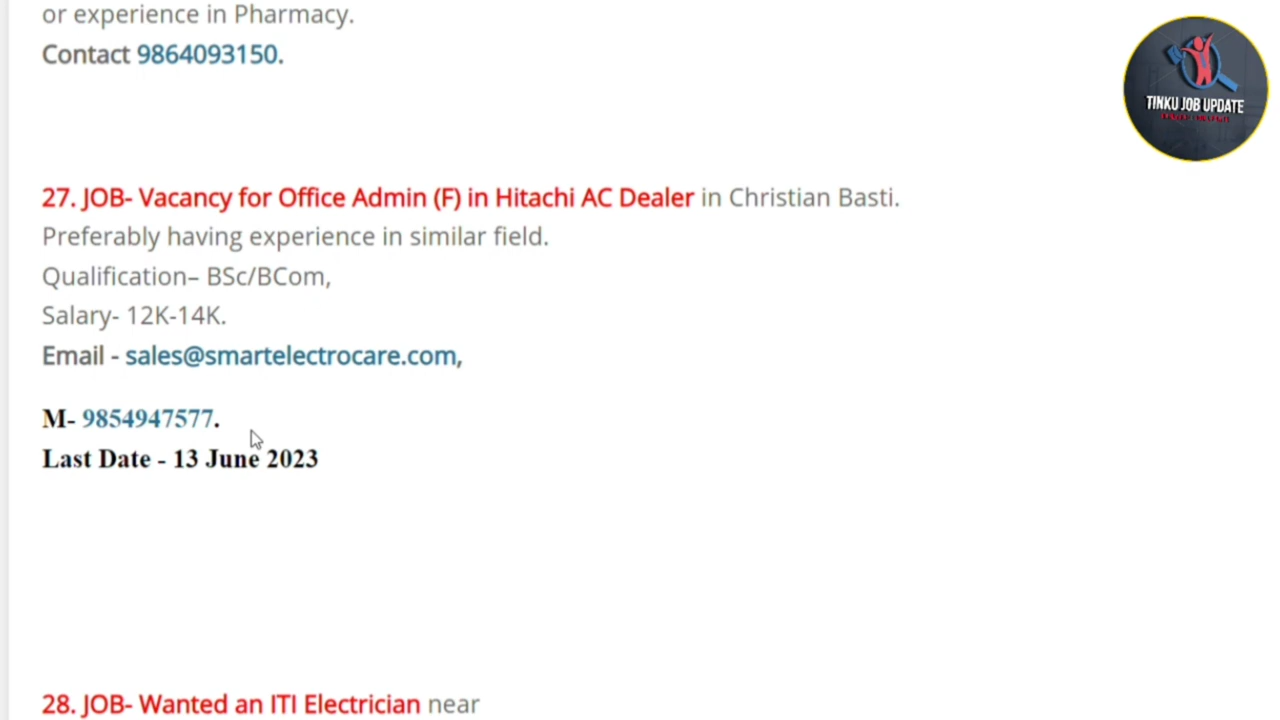 or experience in Pharmacy.
Contact 9864093150.
TINKU JOB UPDATE
27. JOB- Vacancy for Office Admin (F) in Hitachi AC Dealer in Christian Basti.
Preferably having experience in similar field.
Qualification– BSc/BCom,
Salary- 12K-14K.
Email - sales@smartelectrocare.com,
M- 9854947577.
Last Date - 13 June 2023
28. JOB- Wanted an ITI Electrician near